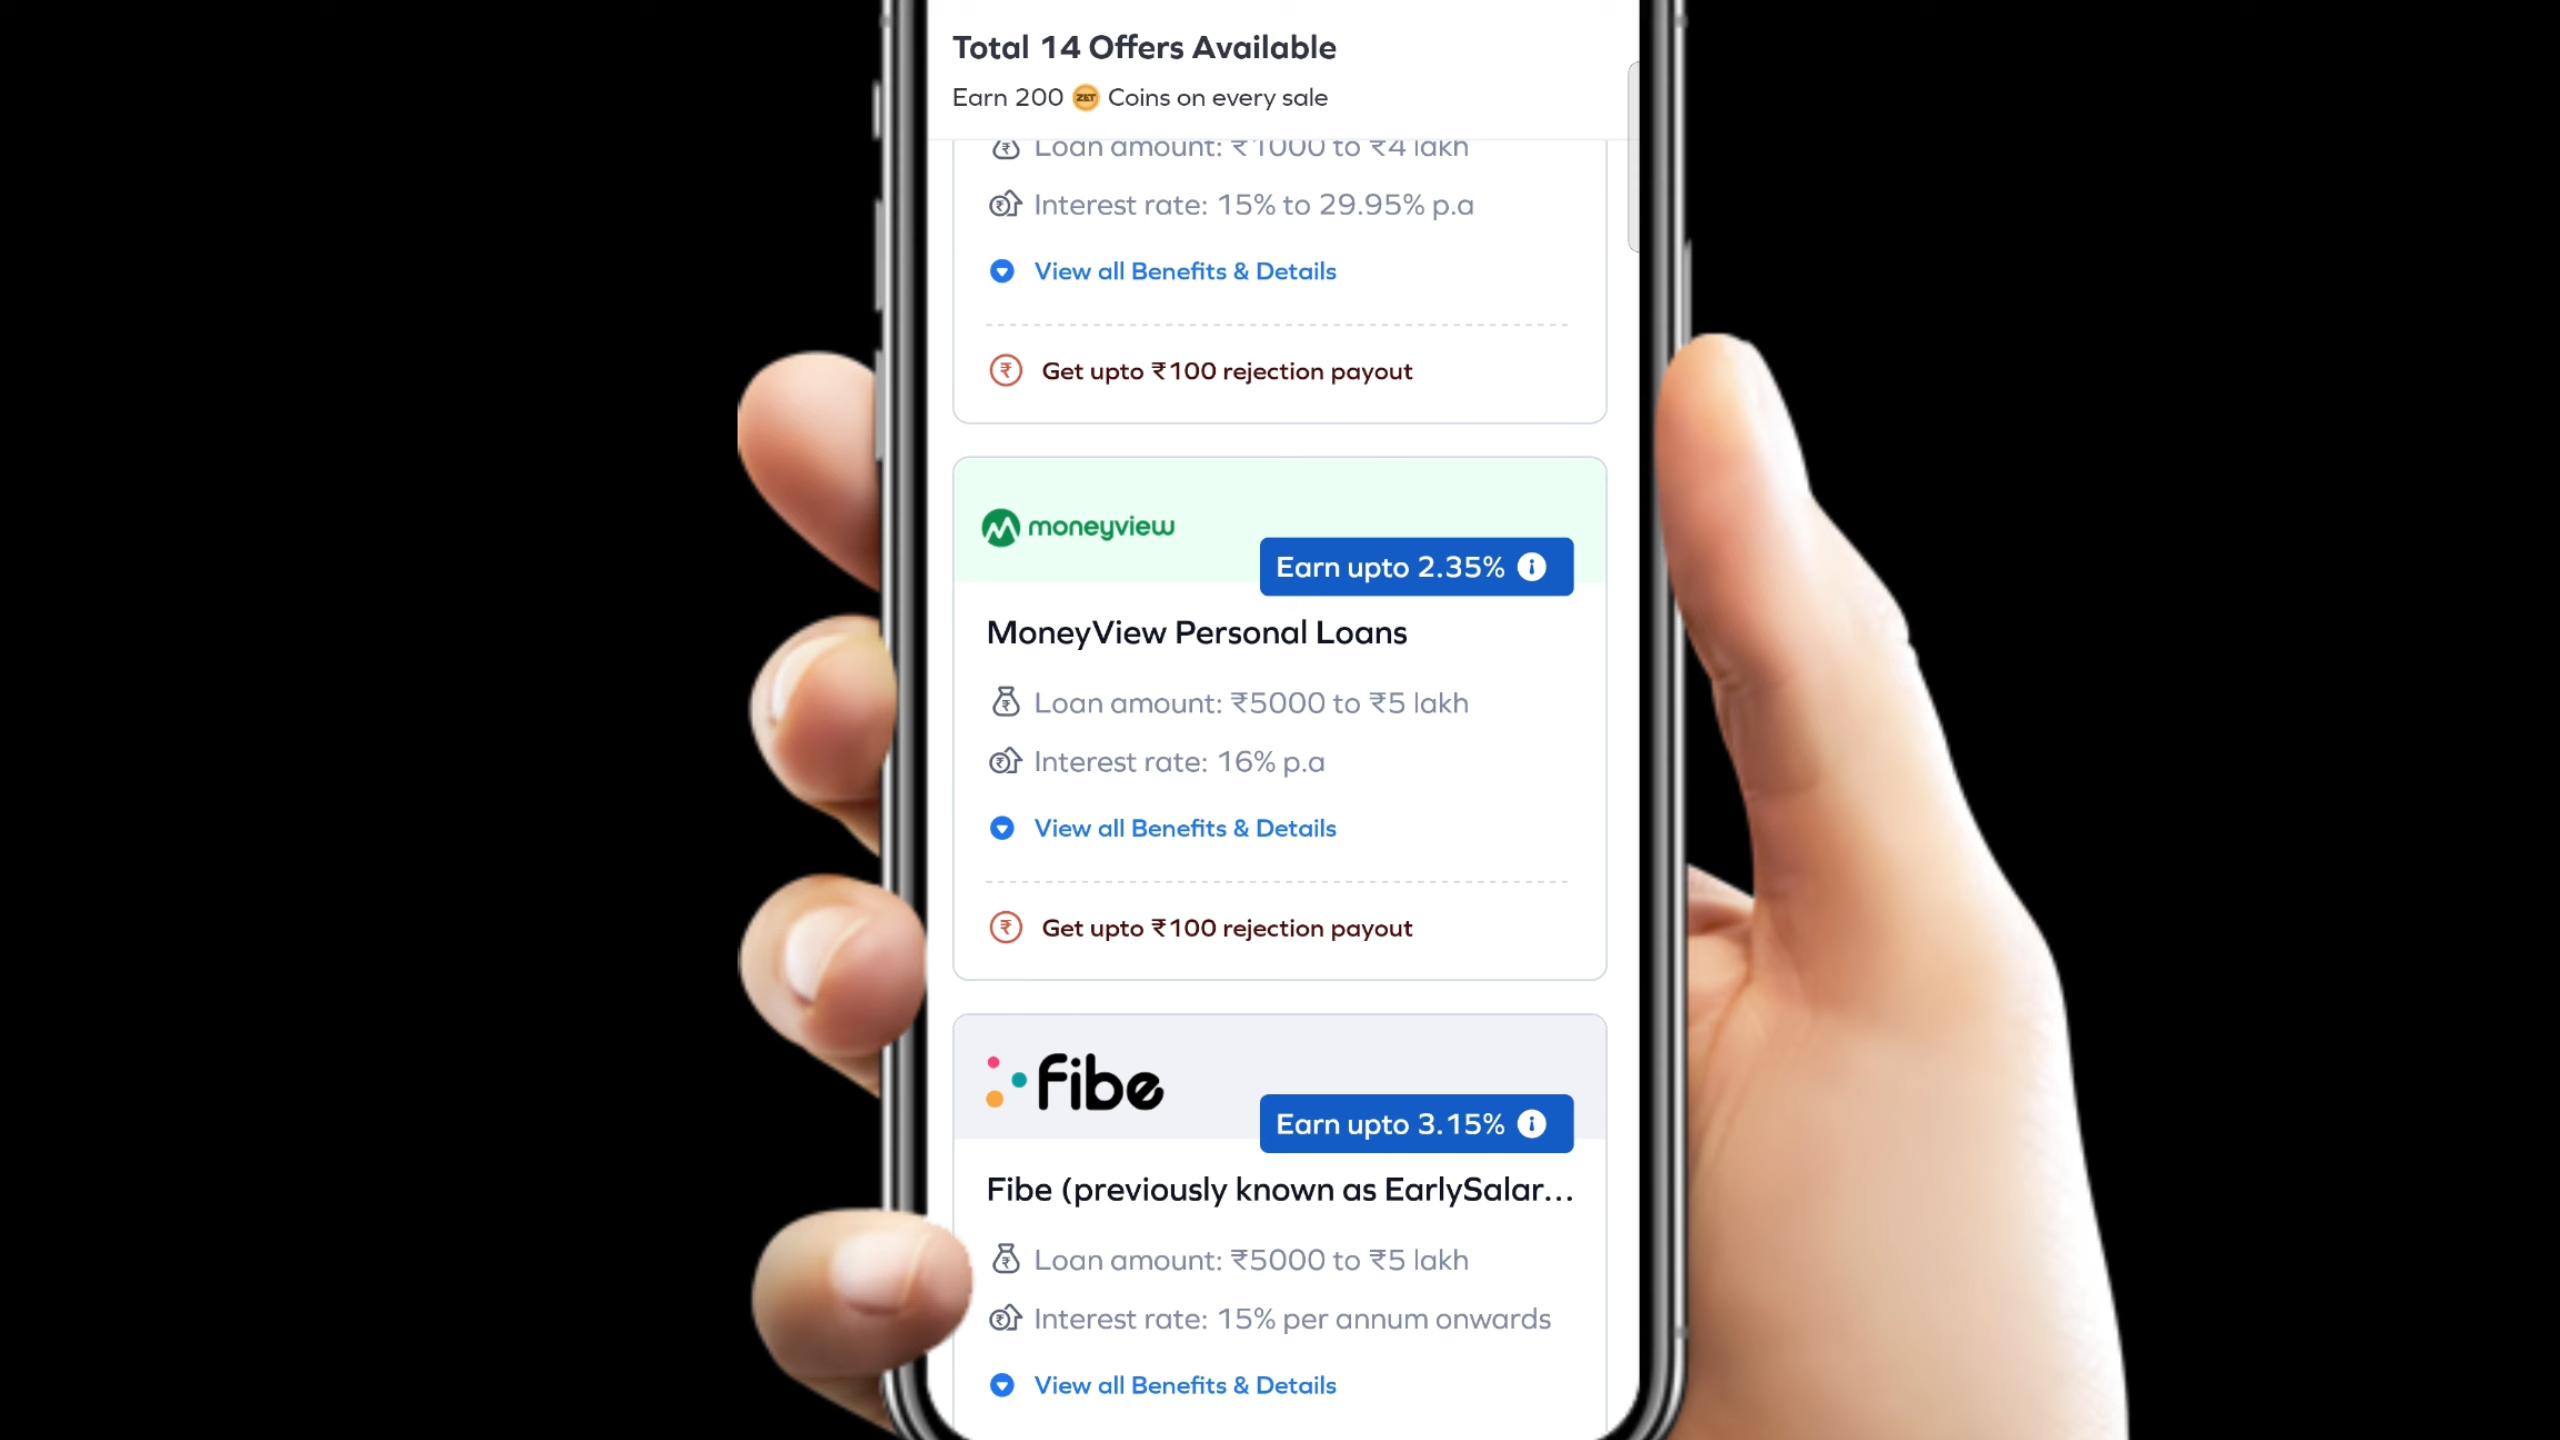 Total 14 Offers Available
Earn 200 ZET Coins on every sale
Loan amount: ₹1000 to ₹4 lakh
Interest rate: 15% to 29.95% p.a
View all Benefits & Details
Get upto ₹100 rejection payout
moneyview
Earn upto 2.35%
MoneyView Personal Loans
Loan amount: ₹5000 to ₹5 lakh
Interest rate: 16% p.a
View all Benefits & Details
Get upto ₹100 rejection payout
fibe
Earn upto 3.15%
Fibe (previously known as EarlySalar...
Loan amount: ₹5000 to ₹5 lakh
Interest rate: 15% per annum onwards
View all Benefits & Details